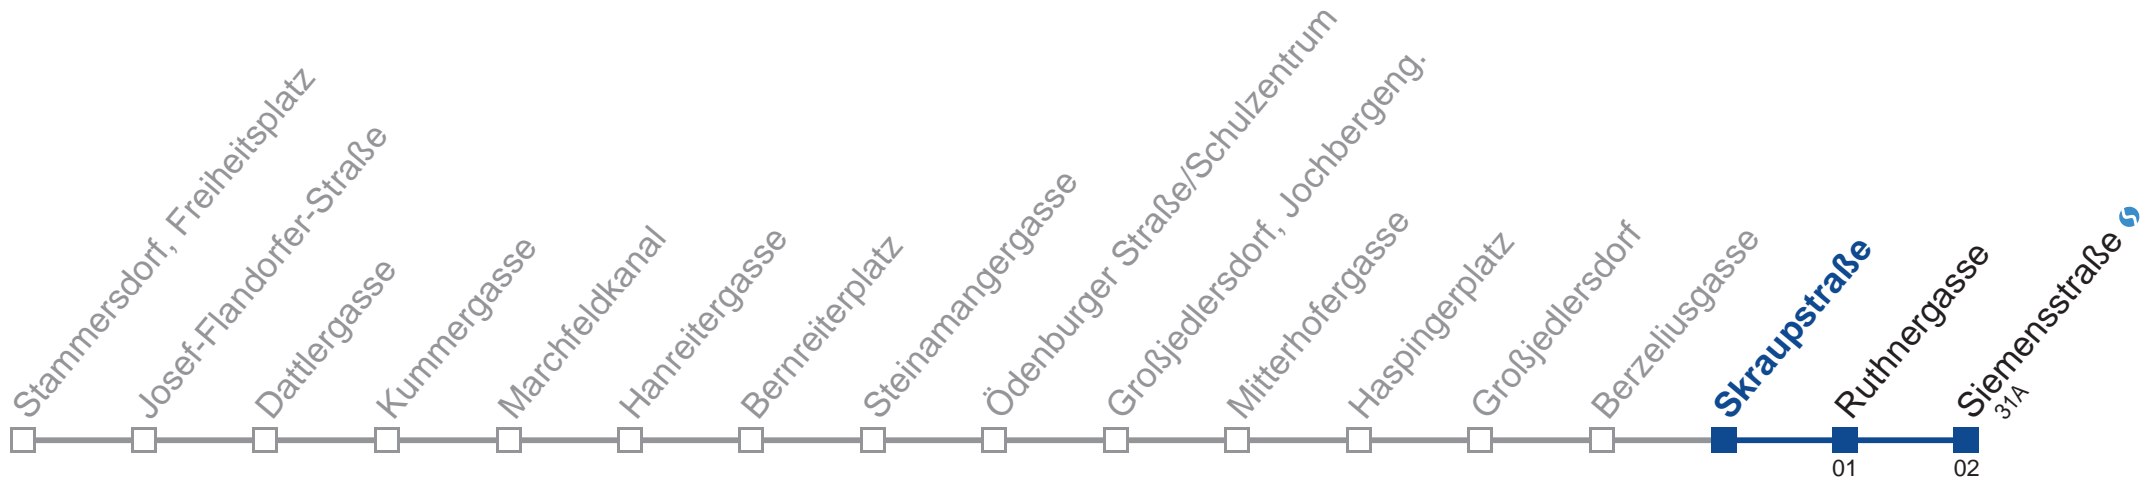 Stammersdorf, Freiheitsplatz
Josef-Flandorfer-Straße
Dattlergasse
Kummergasse
Marchfeldkanal
Hanreitergasse
Bernreiterplatz
Steinamangergasse
Ödenburger Straße/Schulzentrum
Großjedlersdorf, Jochbergeng.
Mitterhofergasse
Haspingerplatz
Großjedlersdorf
Berzeliusgasse
Skraupstraße
Ruthnergasse
Siemensstraße
31A
01
02